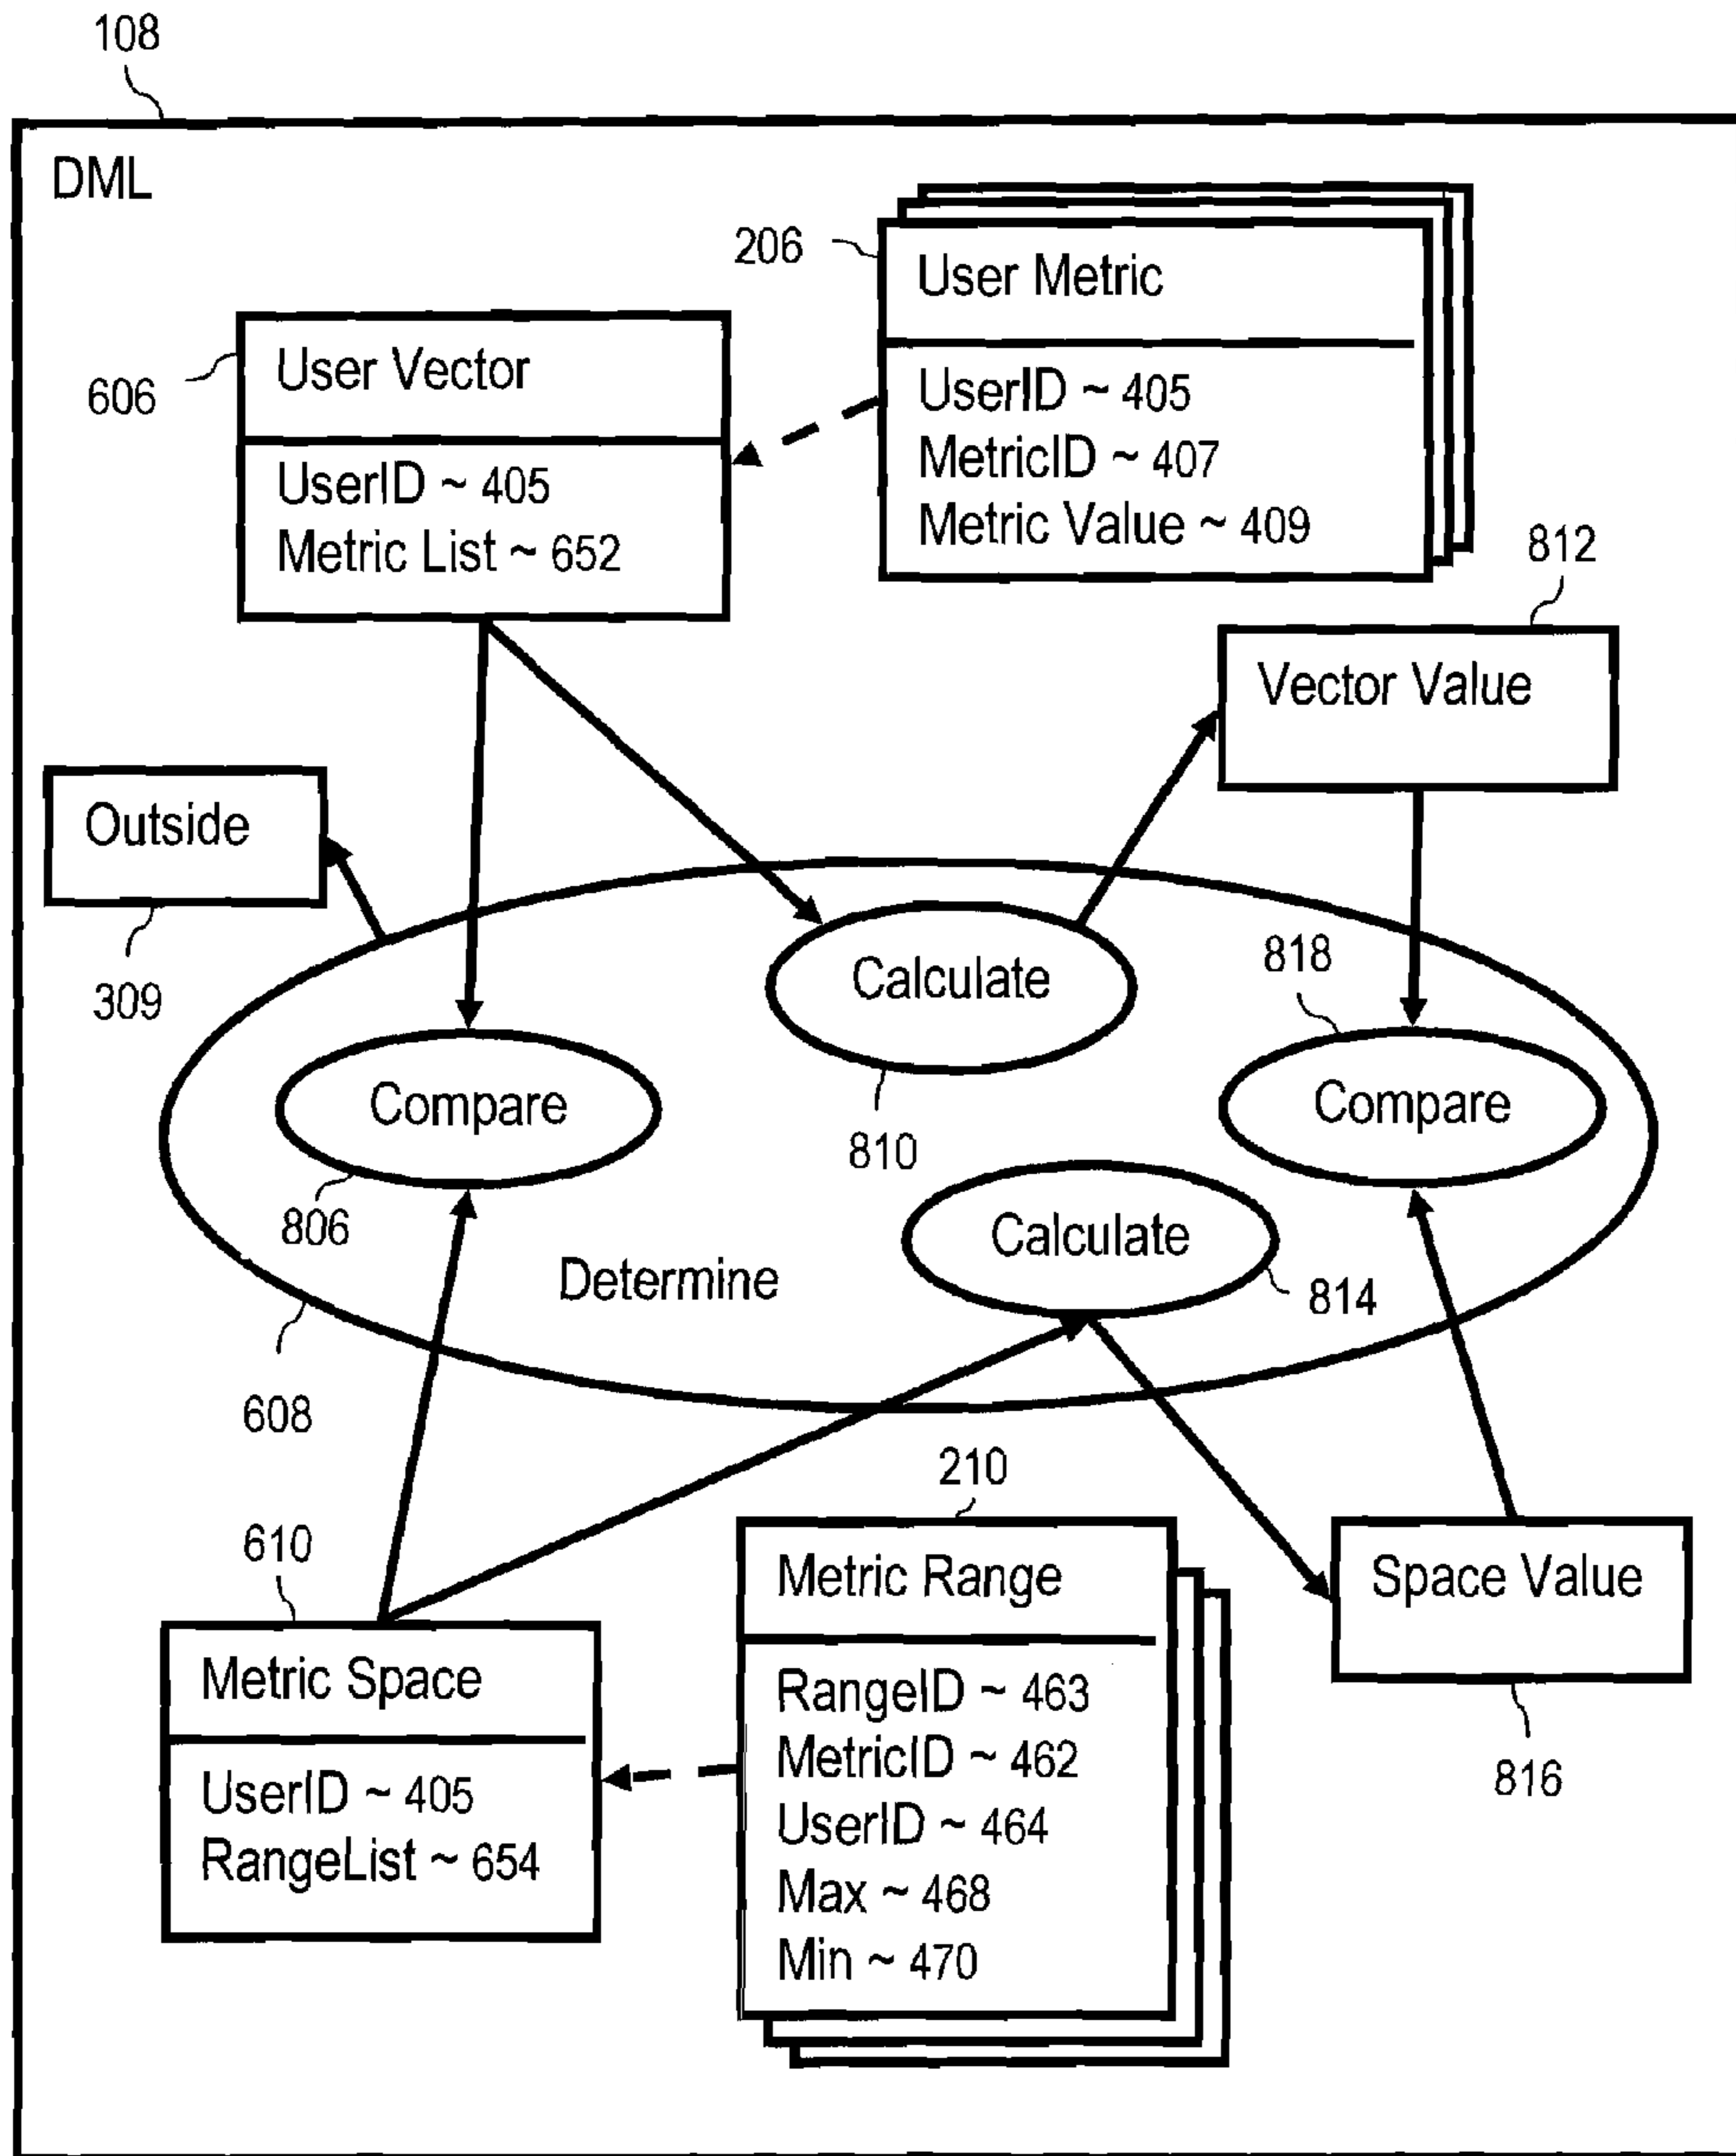 108
DML
206
User Metric
UserID ~ 405
MetricID ~ 407
Metric Value ~ 409
606
User Vector
UserID ~ 405
Metric List ~ 652
812
Vector Value
Outside
309
Calculate
810
818
Compare
Compare
806
Calculate
814
Determine
608
210
Metric Range
RangeID ~ 463
MetricID ~ 462
UserID ~ 464
Max ~ 468
Min ~ 470
610
Metric Space
UserID ~ 405
RangeList ~ 654
Space Value
816